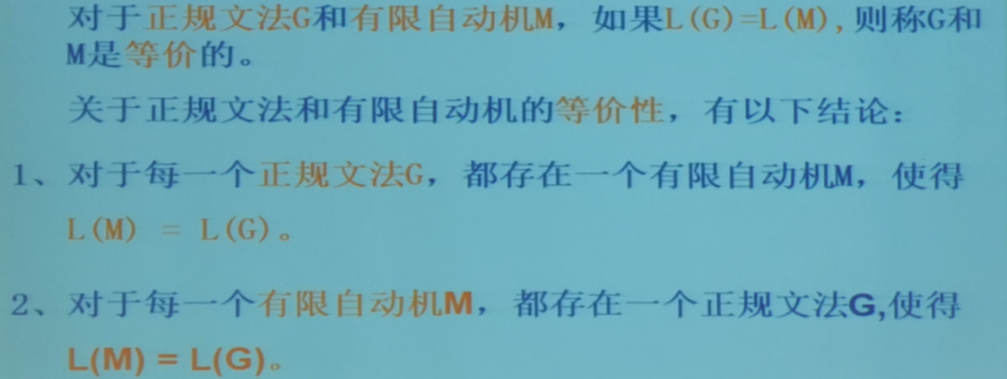 对于正规文法G和有限自动机M，如果L(G)=L(M),则称G和
M是等价的。
关于正规文法和有限自动机的等价性，有以下结论：
1、对于每一个正规文法G，都存在一个有限自动机M，使得
L(M) = L(G)。
2、对于每一个有限自动机M，都存在一个正规文法G,使得
L(M) = L(G)。